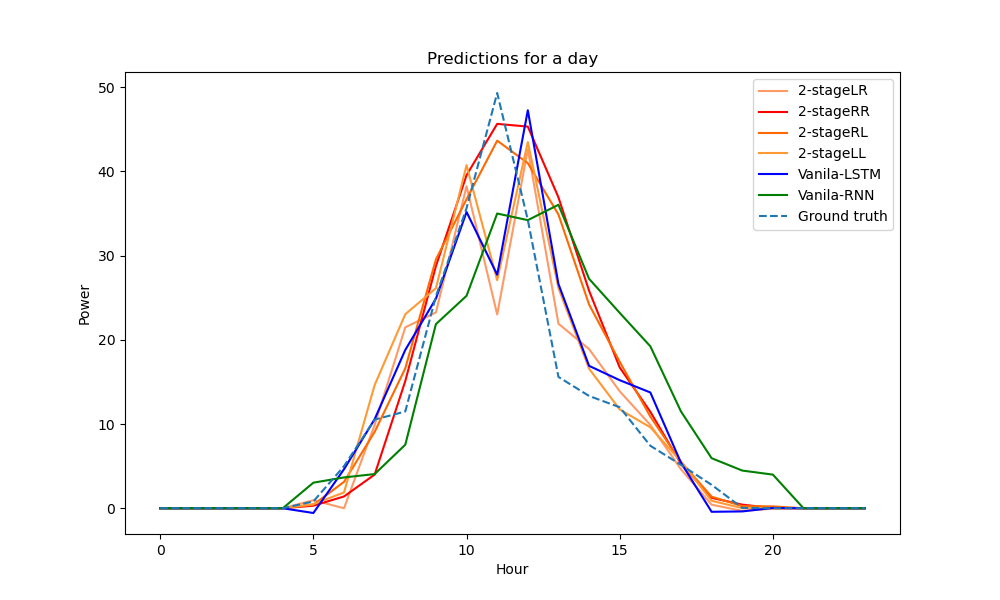 Predictions for a day
50
40
30
20
10
0
Power
0 5 10 15 20
Hour
2-stageLR
2-stageRR
2-stageRL
2-stageLL
Vanila-LSTM
Vanila-RNN
Ground truth